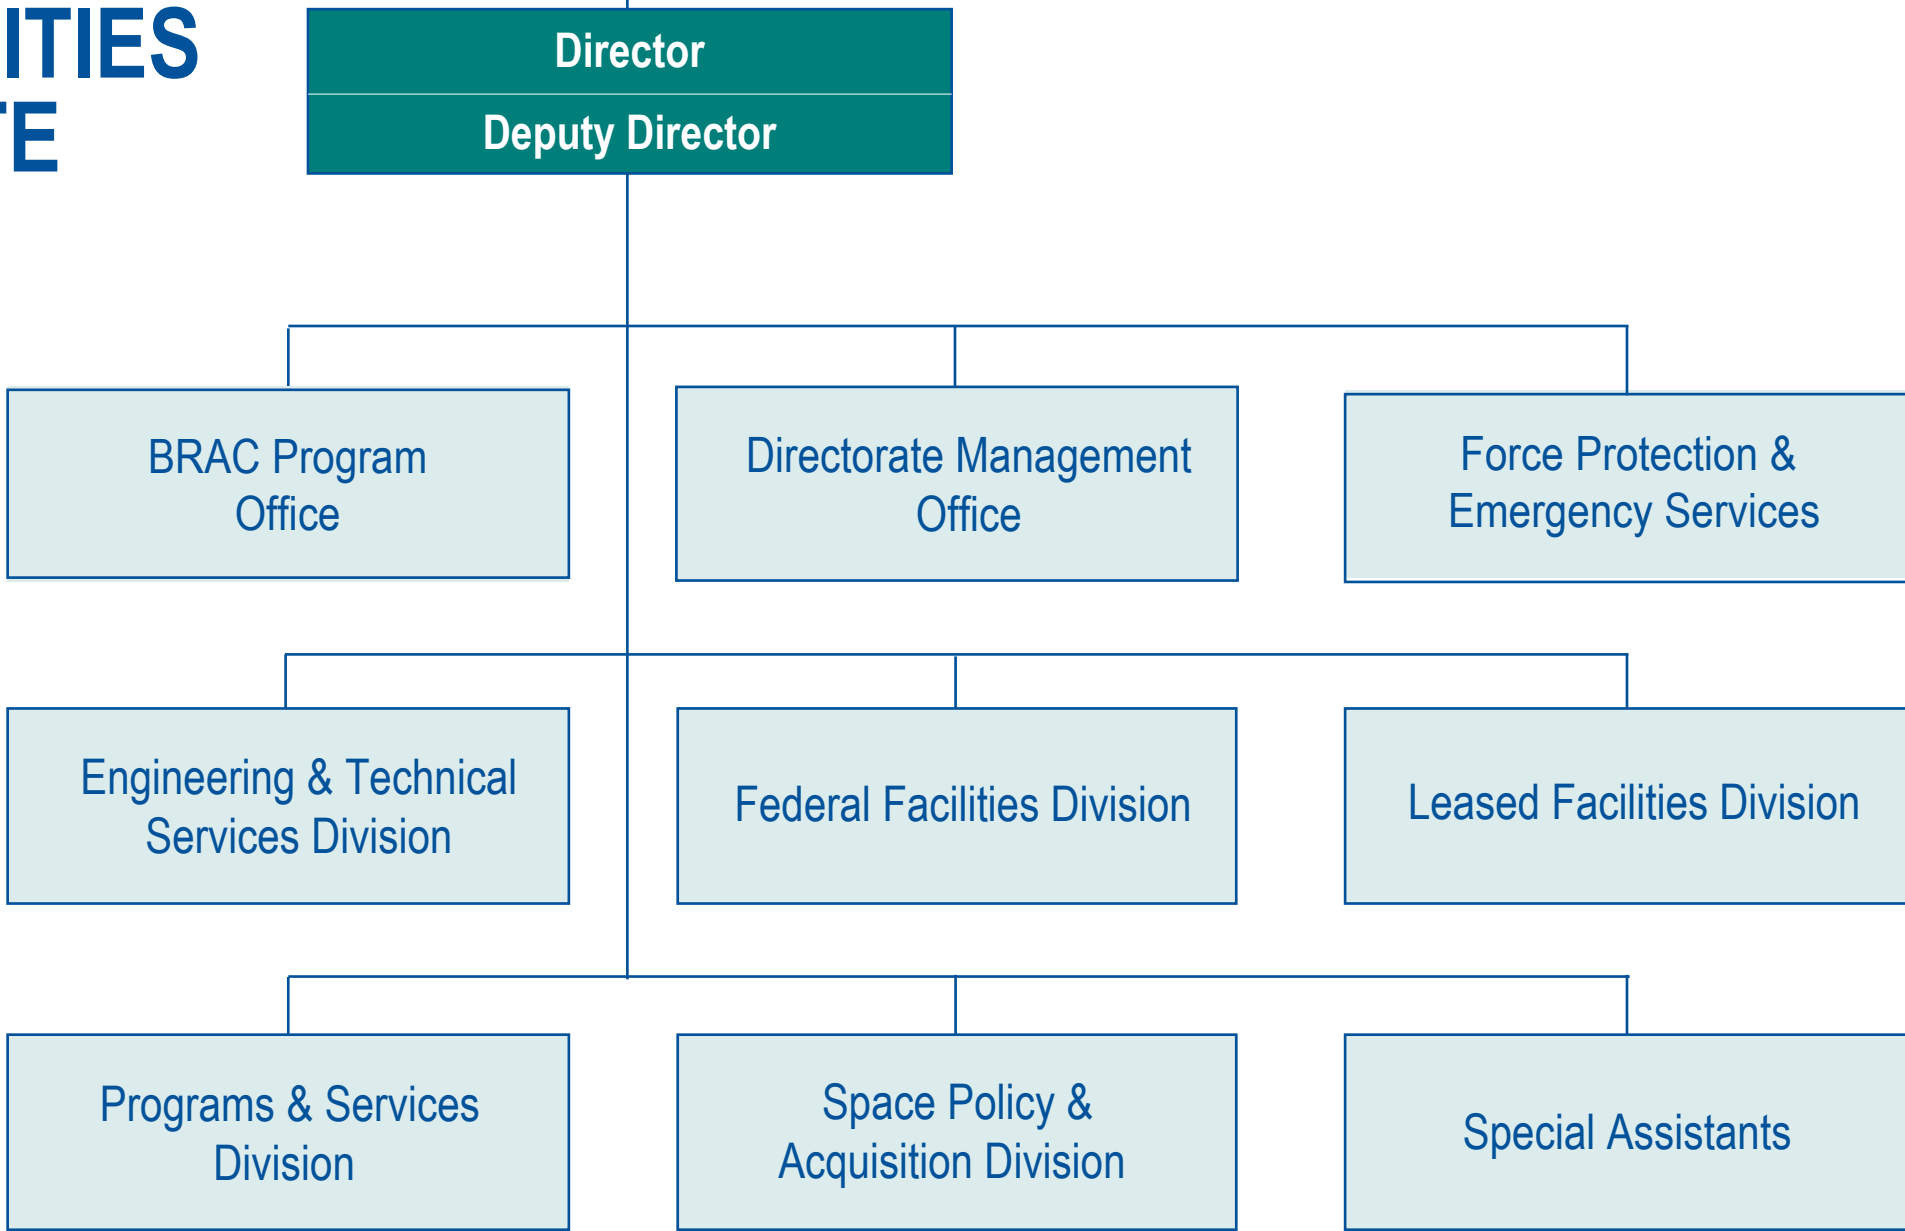 ITIES
TE
Director
Deputy Director
BRAC Program
Office
Directorate Management
Office
Force Protection &
Emergency Services
Engineering & Technical
Services Division
Federal Facilities Division
Leased Facilities Division
Programs & Services
Division
Space Policy &
Acquisition Division
Special Assistants